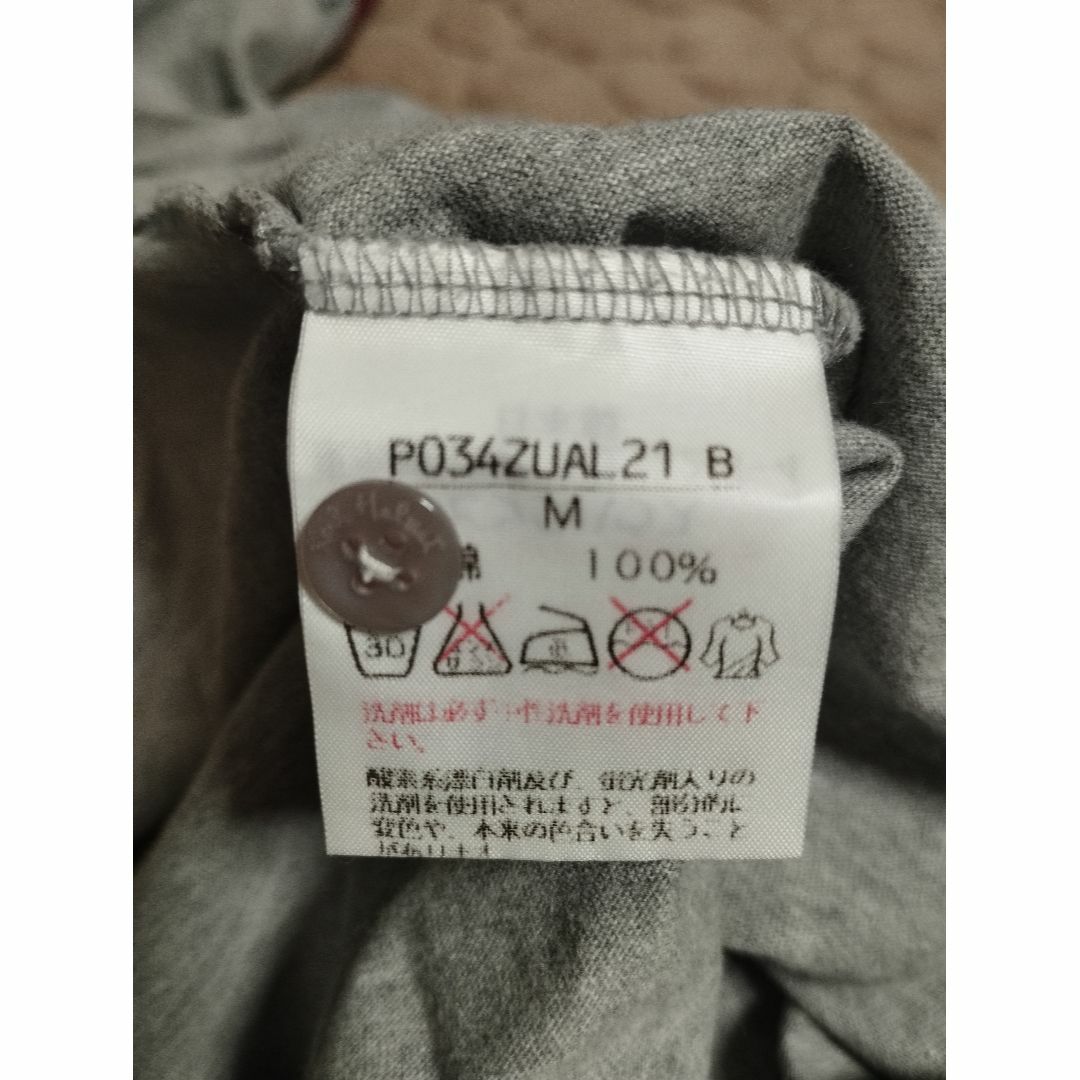 P034ZUAL21 B
M
綿 100%
30
洗剤は必ず中性洗剤を使用して下
さい。
酸素系漂白剤及び、蛍光剤入りの
洗剤を使用されますと、部分的に
変色や、本来の色合いを失うこと
があります